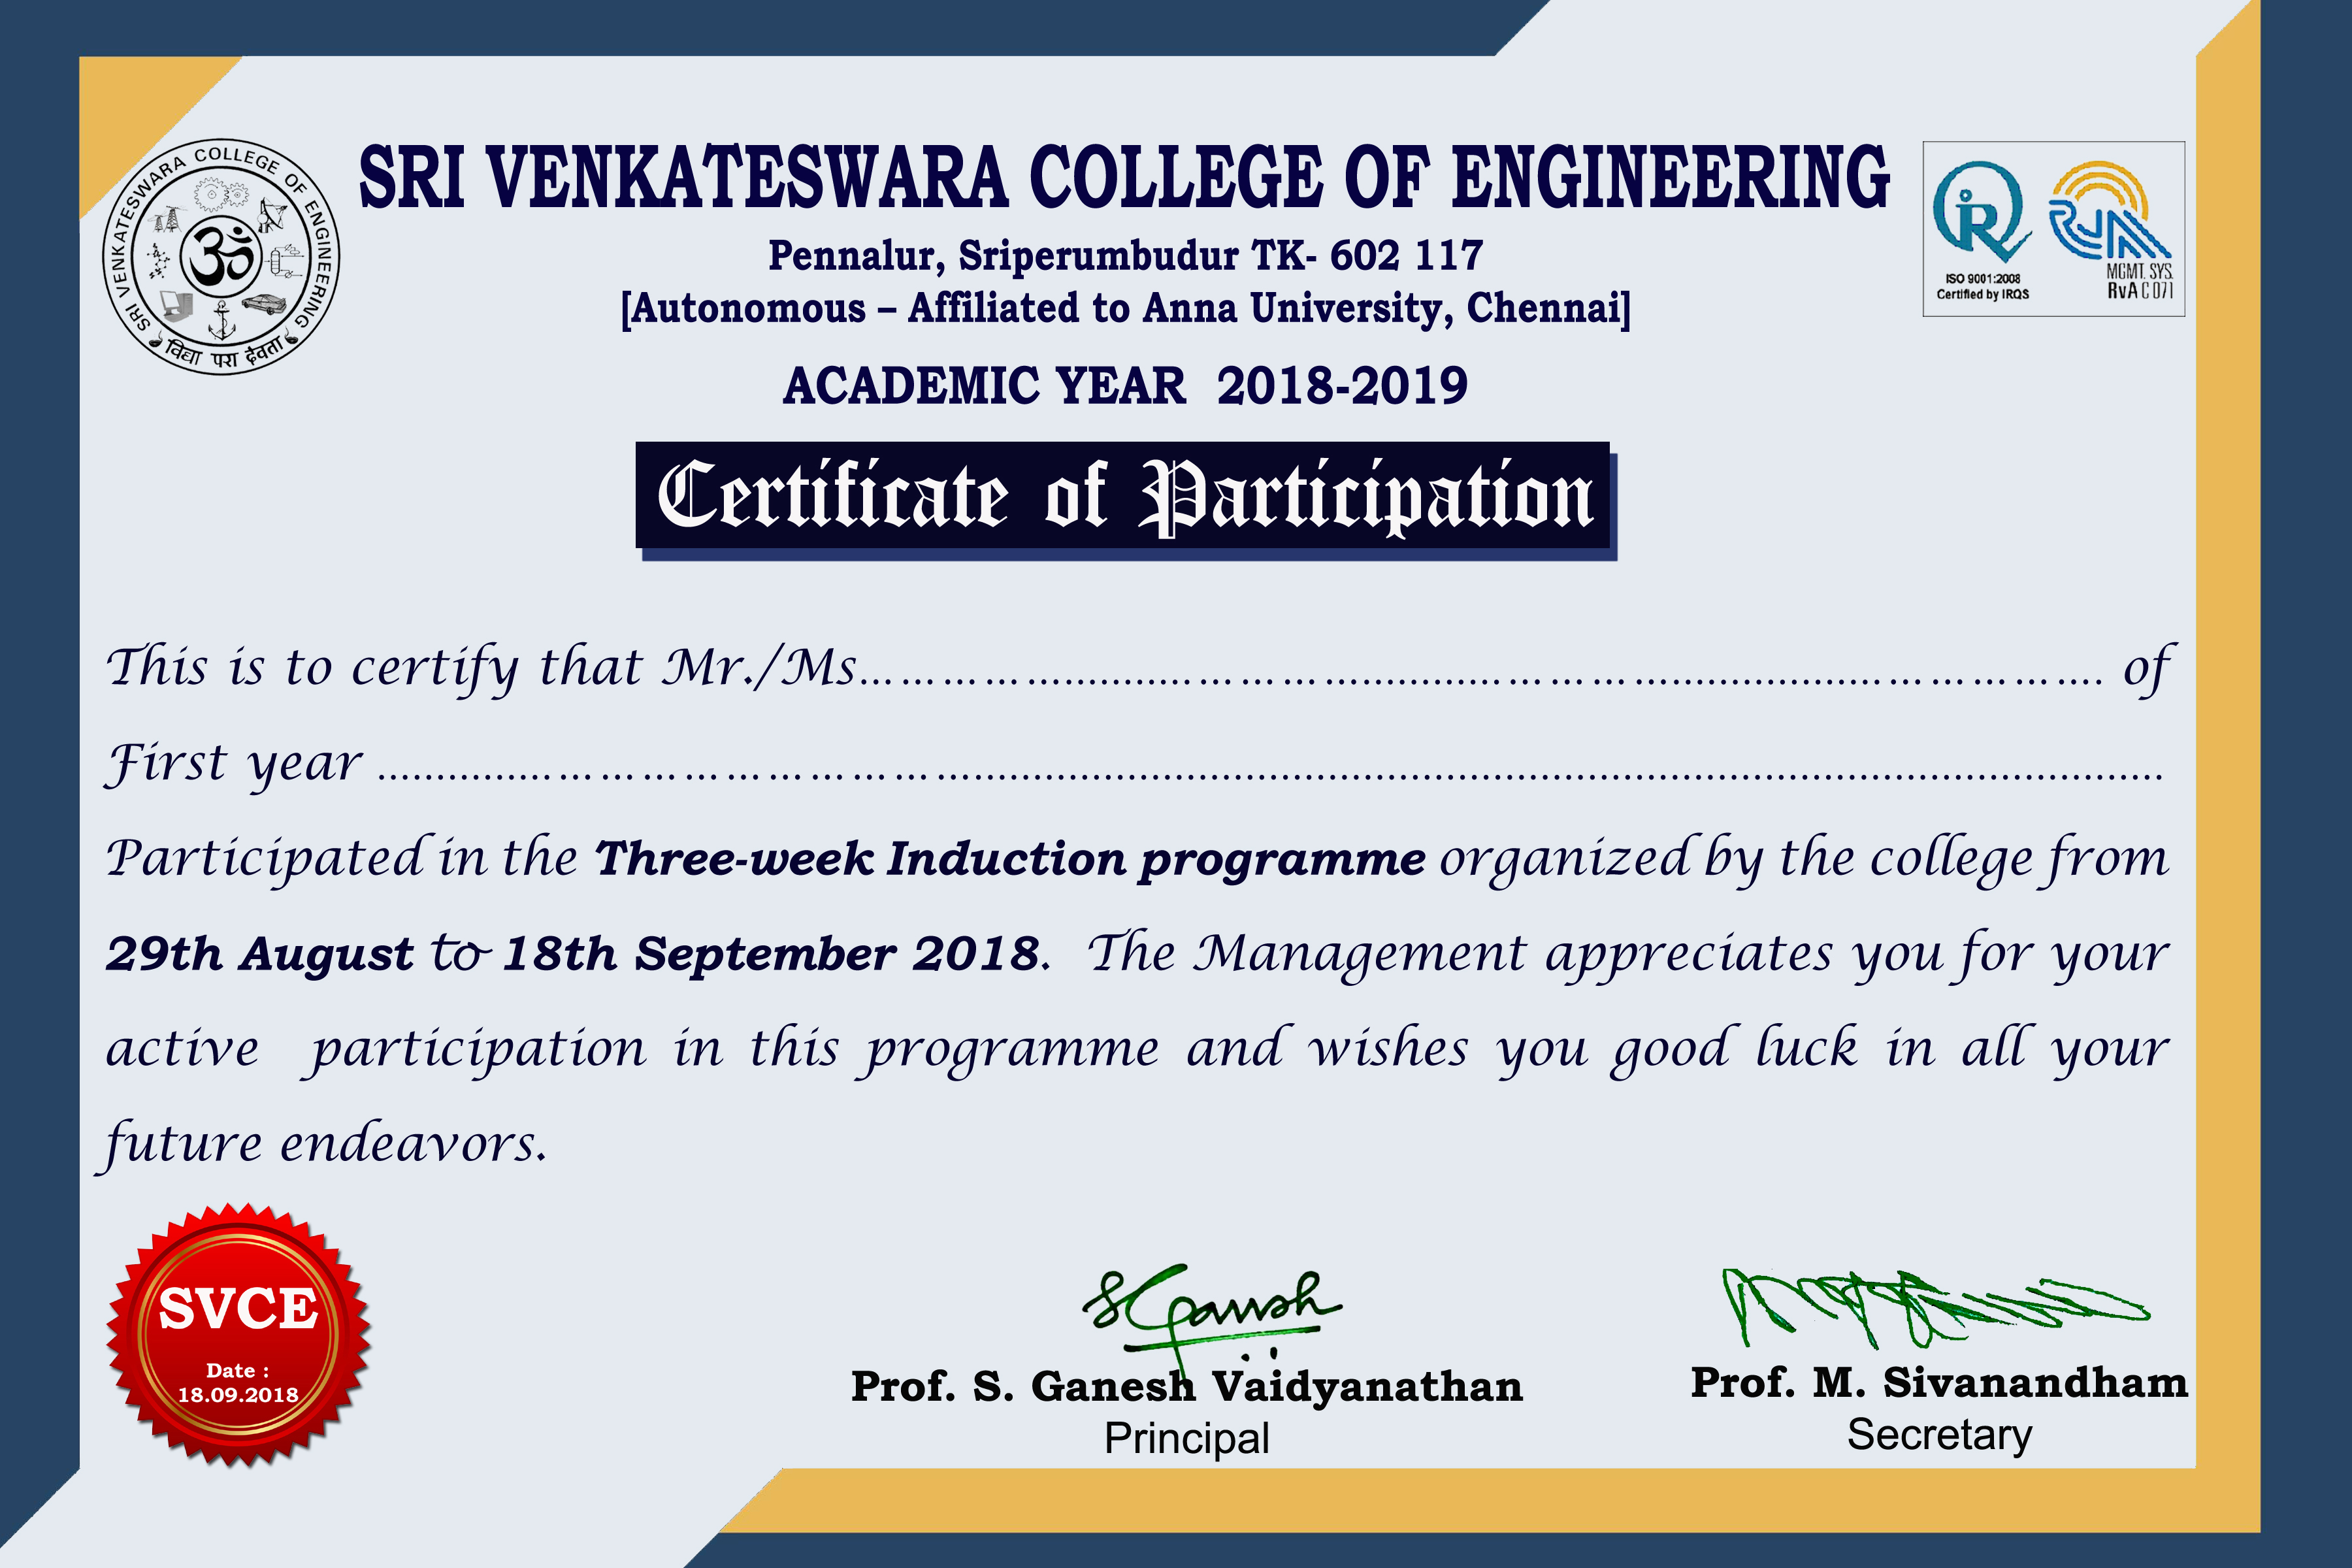 SRI VENKATESWARA COLLEGE OF ENGINEERING
विद्या परा देवता
SRI VENKATESWARA COLLEGE OF ENGINEERING
Pennalur, Sriperumbudur TK- 602 117
[Autonomous – Affiliated to Anna University, Chennai]
ACADEMIC YEAR 2018-2019
ISO 9001:2008
Certified by IRQS
MGMT. SYS.
RvA C 071
Certificate of Participation
This is to certify that Mr./Ms………………............………………............………………..................………………. of
First year ...............…………………………......................................................................................................
Participated in the Three-week Induction programme organized by the college from
29th August to 18th September 2018. The Management appreciates you for your
active participation in this programme and wishes you good luck in all your
future endeavors.
SVCE
Date :
18.09.2018
S Ganesh
Prof. S. Ganesh Vaidyanathan
Principal
Prof. M. Sivanandham
Secretary